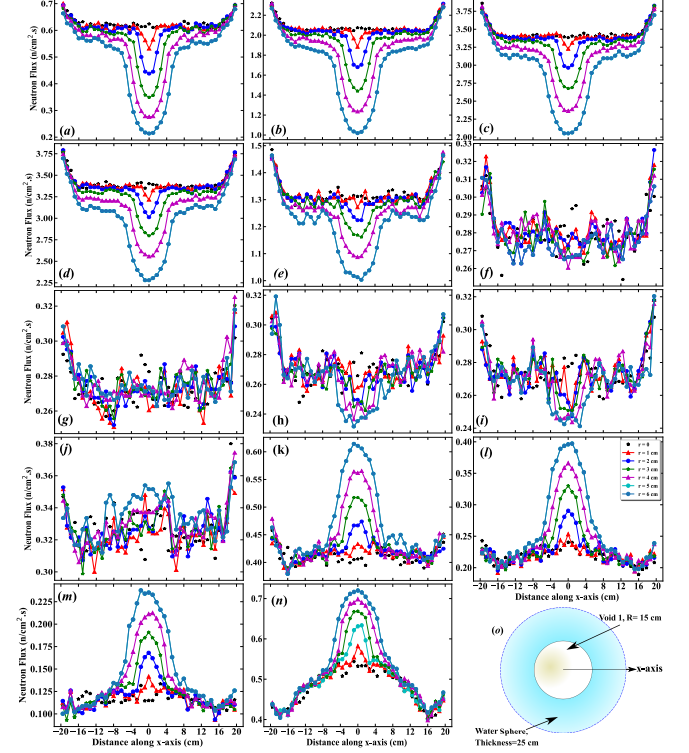 Neutron Flux (n/cm².s)
0.7
0.6
0.5
0.4
0.3
0.2
(a)
2.2
2.0
1.8
1.6
1.4
1.2
1.0
(b)
3.75
3.50
3.25
3.00
2.75
2.50
2.25
2.00
(c)
Neutron Flux (n/cm².s)
3.75
3.50
3.25
3.00
2.75
2.50
2.25
(d)
1.5
1.4
1.3
1.2
1.1
1.0
(e)
0.33
0.31
0.29
0.28
0.26
(f)
Neutron Flux (n/cm².s)
0.32
0.30
0.28
0.26
(g)
0.32
0.30
0.28
0.26
0.24
(h)
0.32
0.30
0.28
0.26
0.24
(i)
Neutron Flux (n/cm².s)
0.38
0.36
0.34
0.32
0.30
(j)
0.60
0.55
0.50
0.45
0.40
(k)
0.40
0.35
0.30
0.25
0.20
(l)
r = 0
r = 1 cm
r = 2 cm
r = 3 cm
r = 4 cm
r = 5 cm
r = 6 cm
−20 −16 −12 −8 −4 0 4 8 12 16 20
Distance along x-axis (cm)
Neutron Flux (n/cm².s)
0.225
0.200
0.175
0.150
0.125
0.100
(m)
−20 −16 −12 −8 −4 0 4 8 12 16 20
Distance along x-axis (cm)
0.7
0.6
0.5
0.4
(n)
−20 −16 −12 −8 −4 0 4 8 12 16 20
Distance along x-axis (cm)
(o)
Void 1, R= 15 cm
x-axis
Water Sphere,
Thickness=25 cm